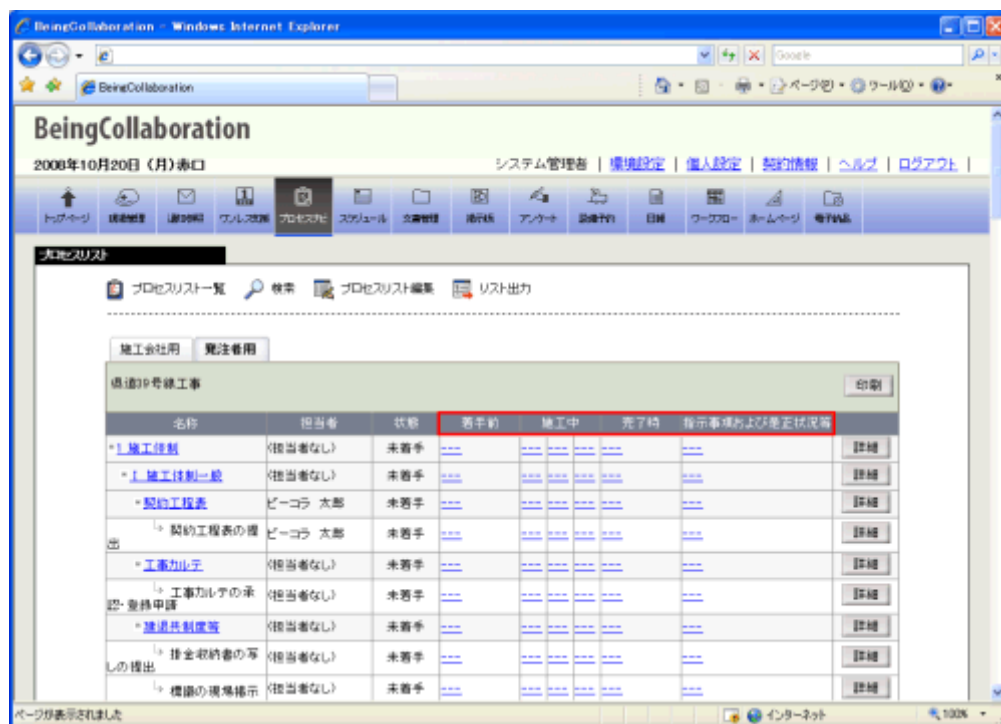 BeingCollaboration - Windows Internet Explorer
Google
BeingCollaboration
ページ(P) ツール(O)
BeingCollaboration
2008年10月20日（月）赤口
システム管理者 | 環境設定 | 個人設定 | 契約情報 | ヘルプ | ログアウト |
トップページ プロセスナビ スケジュール 文書管理 掲示板 アンケート 設備予約 日報 ワークフロー ホームページ 電子納品
プロセスリスト
プロセスリスト一覧 検索 プロセスリスト編集 リスト出力
施工会社用 発注者用
県道39号線工事 印刷
名称 担当者 状態 着手前 施工中 完了時 指示事項および是正状況等
1 施工体制 (担当者なし) 未着手 --- --- --- --- --- --- 詳細
I 施工体制一般 (担当者なし) 未着手 --- --- --- --- --- --- 詳細
契約工程表 ビーコラ 太郎 未着手 --- --- --- --- --- --- 詳細
契約工程表の提出 ビーコラ 太郎 未着手 --- --- --- --- --- --- 詳細
工事カルテ (担当者なし) 未着手 --- --- --- --- --- --- 詳細
工事カルテの承認・登録申請 (担当者なし) 未着手 --- --- --- --- --- --- 詳細
建退共制度等 (担当者なし) 未着手 --- --- --- --- --- --- 詳細
掛金収納書の写しの提出 (担当者なし) 未着手 --- --- --- --- --- --- 詳細
標識の現場掲示 (担当者なし) 未着手 --- --- --- --- --- --- 詳細
ページが表示されました インターネット 100%